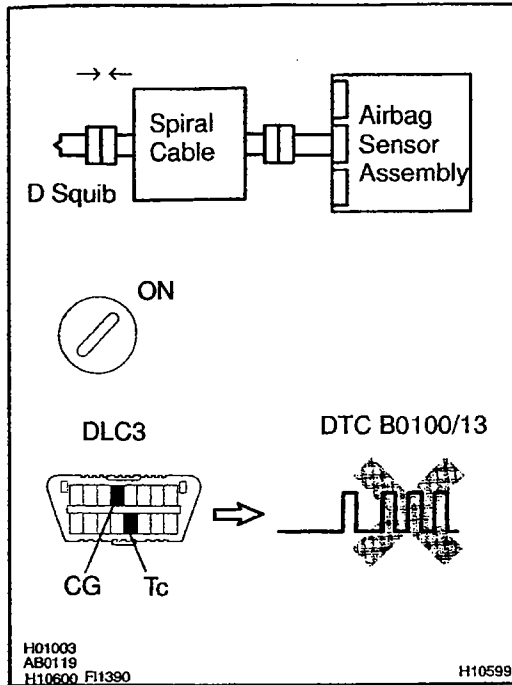 Spiral
Cable
Airbag
Sensor
Assembly
D Squib
ON
DLC3
DTC B0100/13
CG
Tc
H01003
AB0119
H10600 FI1390
H10599